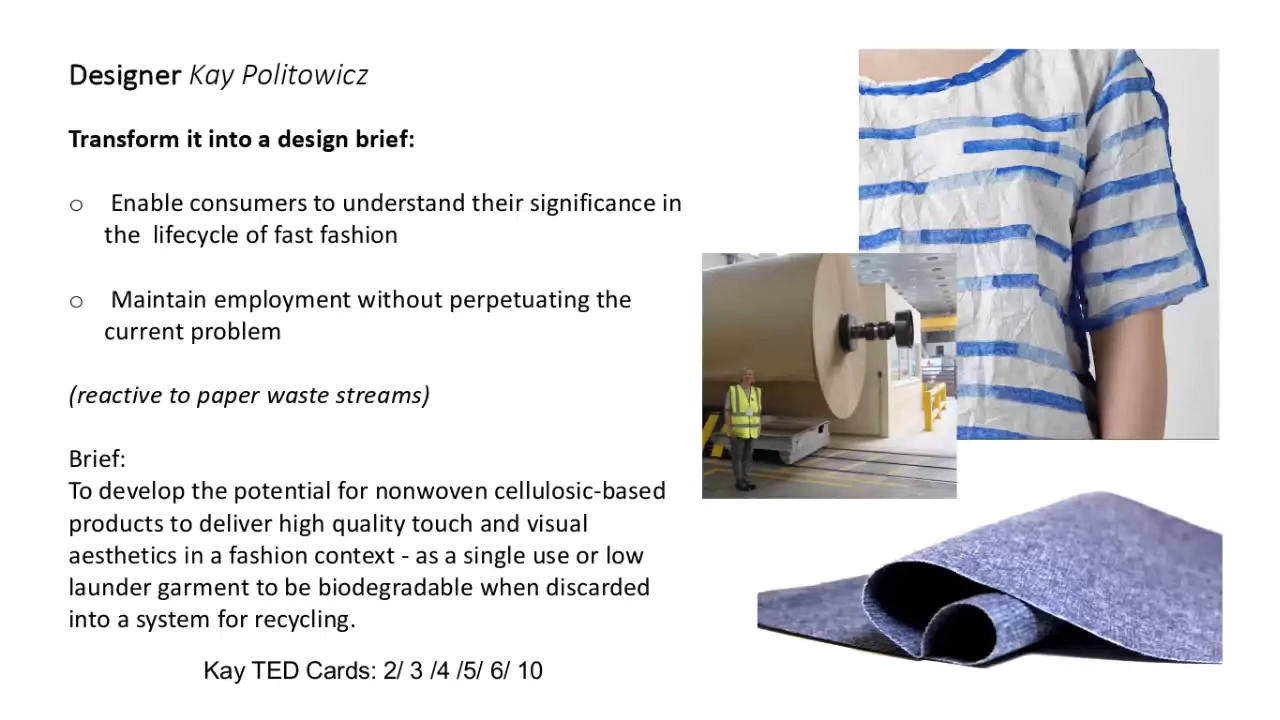 Designer Kay Politowicz
Transform it into a design brief:
o Enable consumers to understand their significance in
the lifecycle of fast fashion
o Maintain employment without perpetuating the
current problem
(reactive to paper waste streams)
Brief:
To develop the potential for nonwoven cellulosic-based
products to deliver high quality touch and visual
aesthetics in a fashion context - as a single use or low
launder garment to be biodegradable when discarded
into a system for recycling.
Kay TED Cards: 2/ 3 /4 /5/ 6/ 10